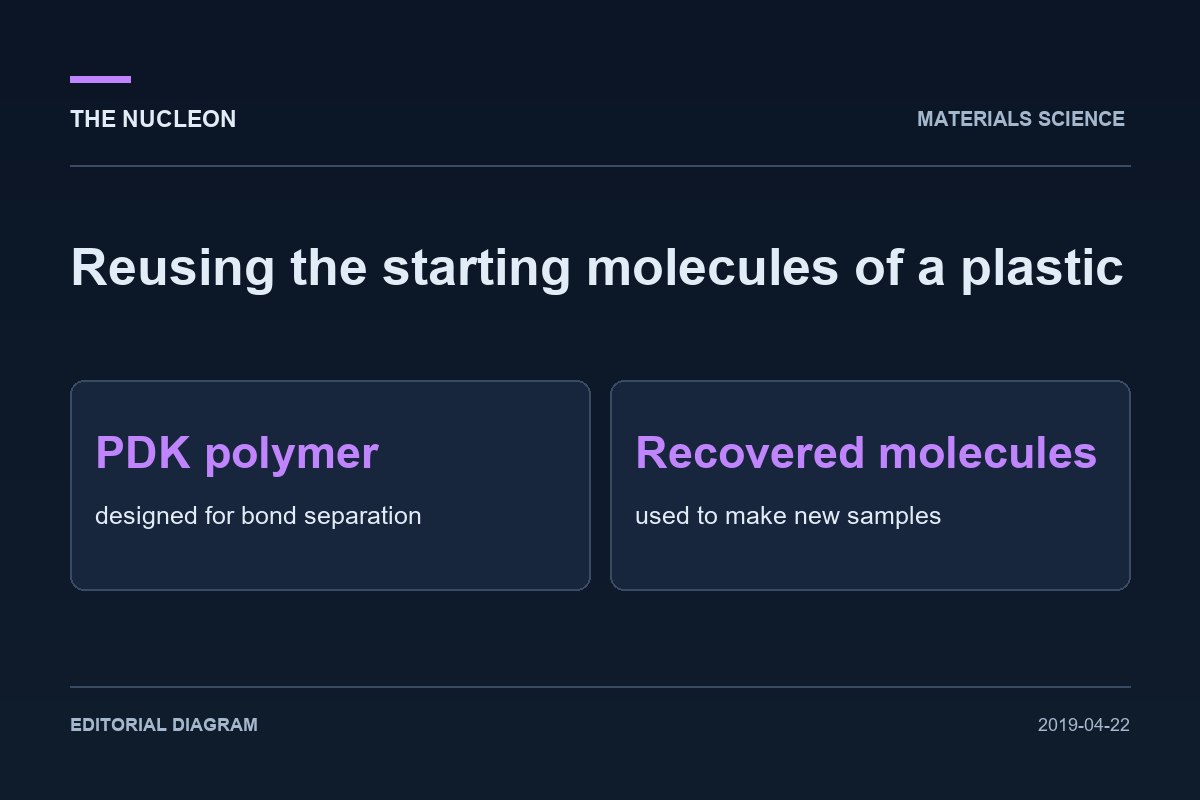 THE NUCLEON
MATERIALS SCIENCE
Reusing the starting molecules of a plastic
PDK polymer
designed for bond separation
Recovered molecules
used to make new samples
EDITORIAL DIAGRAM
2019-04-22